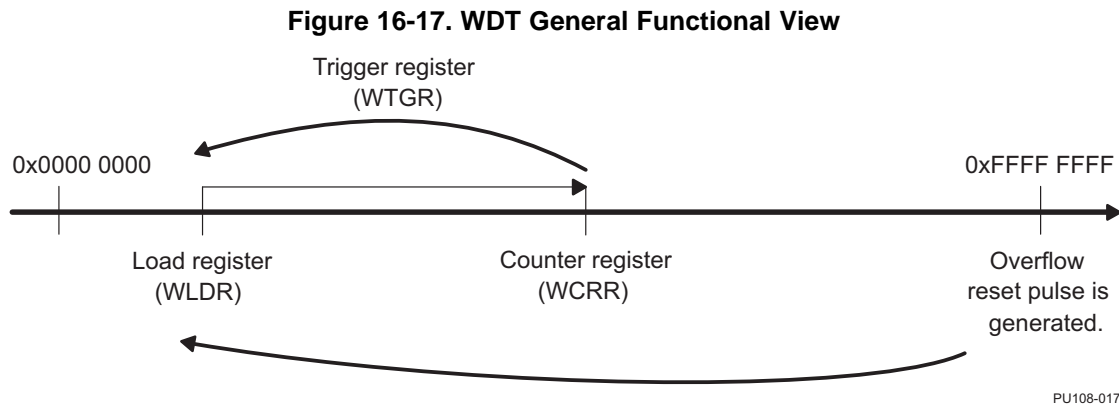 Figure 16-17. WDT General Functional View
Trigger register
(WTGR)
0x0000 0000
0xFFFF FFFF
Load register
(WLDR)
Counter register
(WCRR)
Overflow
reset pulse is
generated.
PU108-017